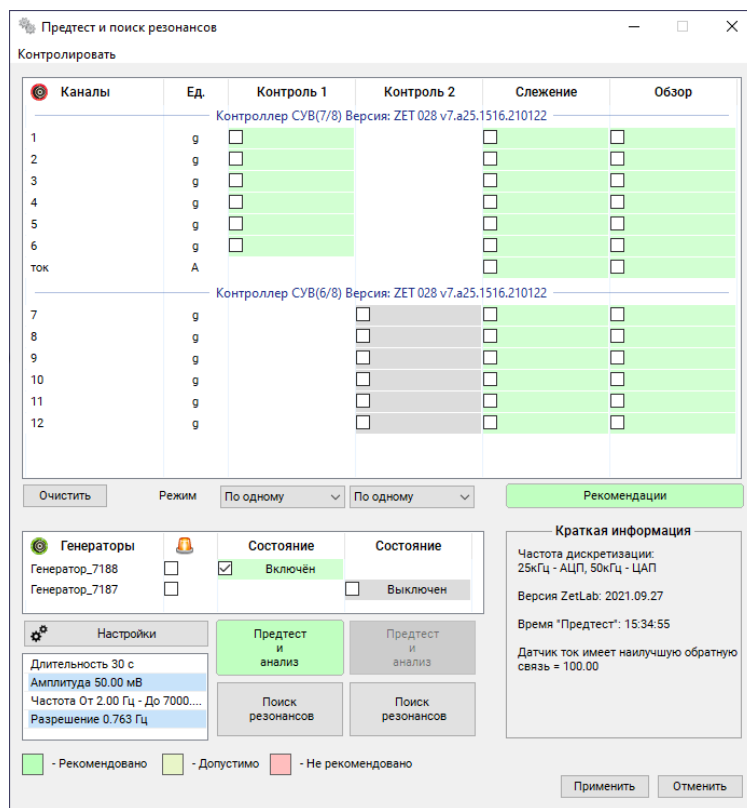 Предтест и поиск резонансов
Контролировать
Каналы Ед. Контроль 1 Контроль 2 Слежение Обзор
Контроллер СУВ(7/8) Версия: ZET 028 v7.a25.1516.210122
1 g
2 g
3 g
4 g
5 g
6 g
ток А
Контроллер СУВ(6/8) Версия: ZET 028 v7.a25.1516.210122
7 g
8 g
9 g
10 g
11 g
12 g
Очистить Режим По одному По одному Рекомендации
Генераторы Состояние Состояние
Генератор_7188 Включён
Генератор_7187 Выключен
Краткая информация
Частота дискретизации:
25кГц - АЦП, 50кГц - ЦАП
Версия ZetLab: 2021.09.27
Время "Предтест": 15:34:55
Датчик ток имеет наилучшую обратную
связь = 100.00
Настройки
Длительность 30 с
Амплитуда 50.00 мВ
Частота От 2.00 Гц - До 7000....
Разрешение 0.763 Гц
Предтест
и
анализ
Предтест
и
анализ
Поиск
резонансов
Поиск
резонансов
- Рекомендовано - Допустимо - Не рекомендовано
Применить Отменить